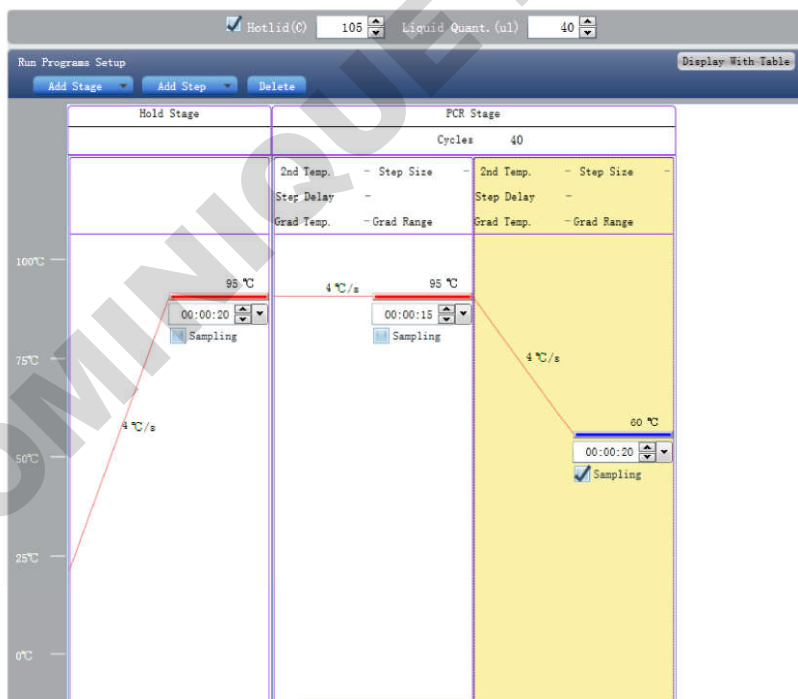 Hotlid(C) 105 Liquid Quant.(ul) 40
Run Programs Setup Display With Table
Add Stage Add Step Delete
Hold Stage PCR Stage
Cycles 40
2nd Temp. - Step Size - 2nd Temp. - Step Size -
Step Delay - Step Delay -
Grad Temp. - Grad Range Grad Temp. - Grad Range
100℃
95 ℃ 4 ℃/s 95 ℃
00:00:20 00:00:15
Sampling Sampling
75℃ 4 ℃/s
4 ℃/s 60 ℃
50℃ 00:00:20
Sampling
25℃
0℃
OMINIQUE